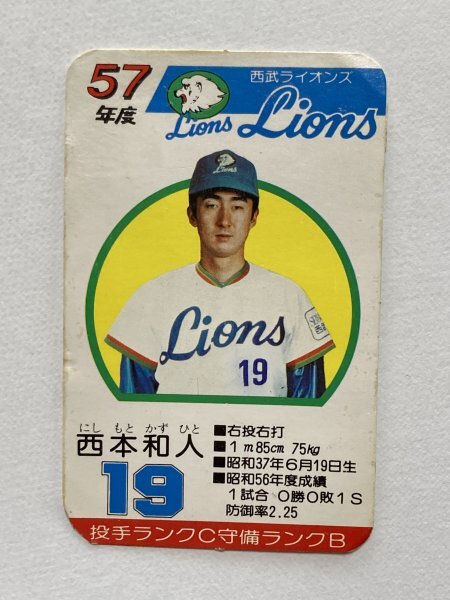 57
年度
西武ライオンズ
Lions
Lions
Lions
Lions
19
にし もと かず ひと
西本和人
19
■右投右打
■1m85cm 75kg
■昭和37年6月19日生
■昭和56年度成績
1試合 0勝0敗1S
防御率2.25
投手ランクC守備ランクB